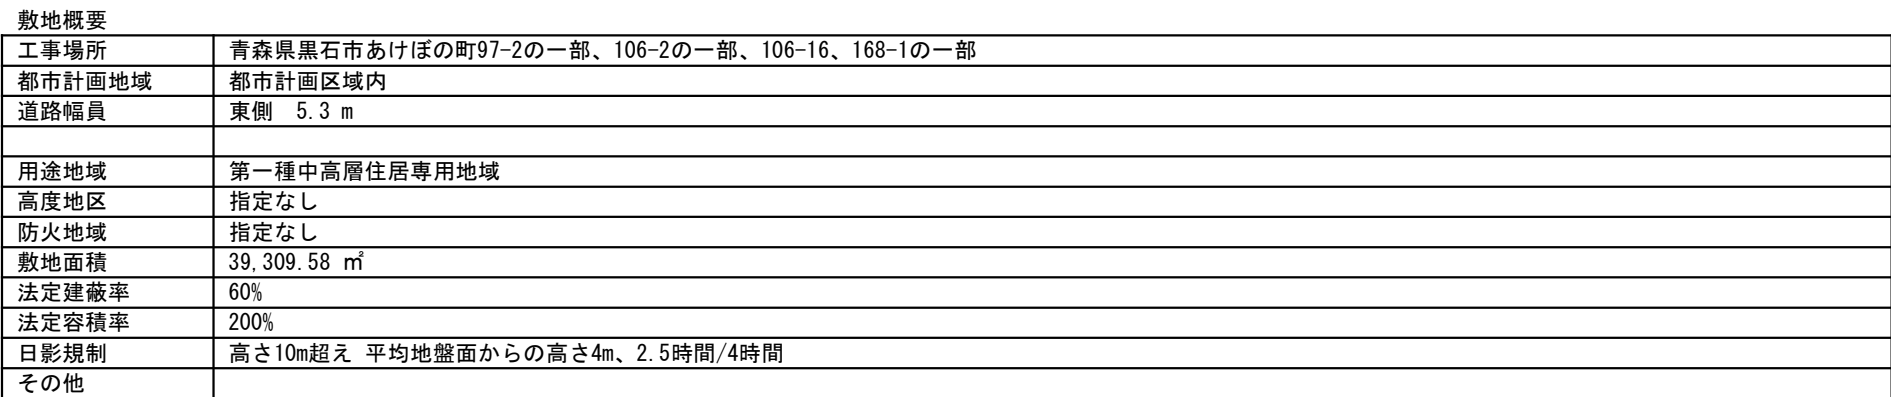 敷地概要
工事場所 青森県黒石市あけぼの町97-2の一部、106-2の一部、106-16、168-1の一部
都市計画地域 都市計画区域内
道路幅員 東側 5.3 m
用途地域 第一種中高層住居専用地域
高度地区 指定なし
防火地域 指定なし
敷地面積 39,309.58 ㎡
法定建蔽率 60%
法定容積率 200%
日影規制 高さ10m超え 平均地盤面からの高さ4m、2.5時間/4時間
その他